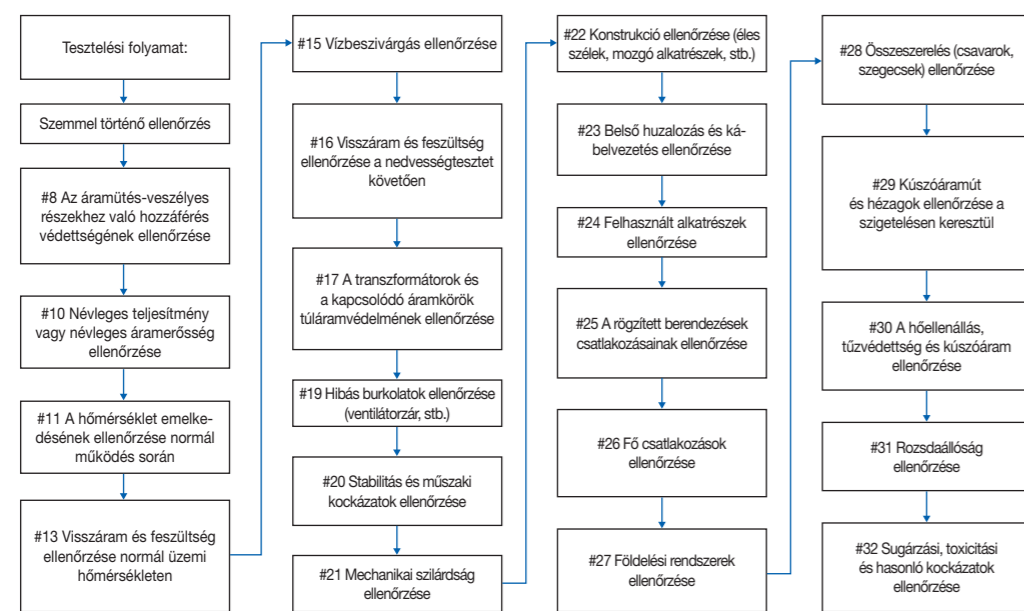 Tesztelési folyamat:
Szemmel történő ellenőrzés
#8 Az áramütés-veszélyes
részekhez való hozzáférés
védettségének ellenőrzése
#10 Névleges teljesítmény
vagy névleges áramerősség
ellenőrzése
#11 A hőmérséklet emelke-
désének ellenőrzése normál
működés során
#13 Visszáram és feszültség
ellenőrzése normál üzemi
hőmérsékleten
#15 Vízbeszivárgás ellenőrzése
#16 Visszáram és feszültség
ellenőrzése a nedvességtesztet
követően
#17 A transzformátorok és
a kapcsolódó áramkörök
túláramvédelmének ellenőrzése
#19 Hibás burkolatok ellenőrzése
(ventilátorzár, stb.)
#20 Stabilitás és műszaki
kockázatok ellenőrzése
#21 Mechanikai szilárdság
ellenőrzése
#22 Konstrukció ellenőrzése (éles
szélek, mozgó alkatrészek, stb.)
#23 Belső huzalozás és ká-
belvezetés ellenőrzése
#24 Felhasznált alkatrészek
ellenőrzése
#25 A rögzített berendezések
csatlakozásainak ellenőrzése
#26 Fő csatlakozások
ellenőrzése
#27 Földelési rendszerek
ellenőrzése
#28 Összeszerelés (csavarok,
szegecsek) ellenőrzése
#29 Kúszóáramút
és hézagok ellenőrzése a
szigetelésen keresztül
#30 A hőellenállás,
tűzvédettség és kúszóáram
ellenőrzése
#31 Rozsdaállóság
ellenőrzése
#32 Sugárzási, toxicitási
és hasonló kockázatok
ellenőrzése